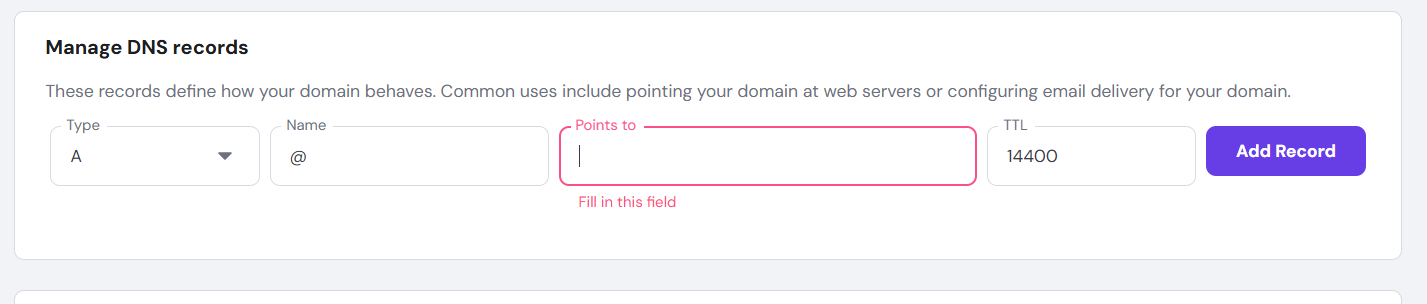 Manage DNS records
These records define how your domain behaves. Common uses include pointing your domain at web servers or configuring email delivery for your domain.
Type
A
Name
@
Points to
Fill in this field
TTL
14400
Add Record